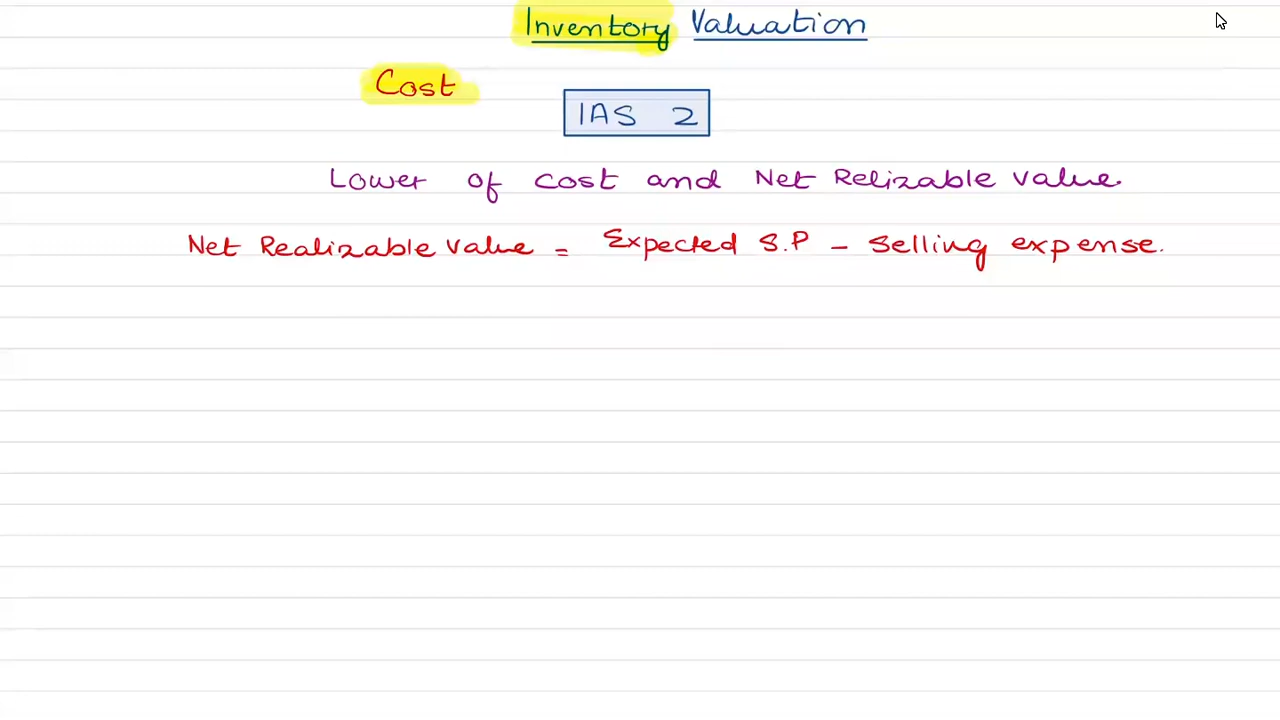 Inventory Valuation
Cost
IAS 2
Lower of cost and Net Relizable value.
Net Realizable value = Expected S.P - Selling expense.